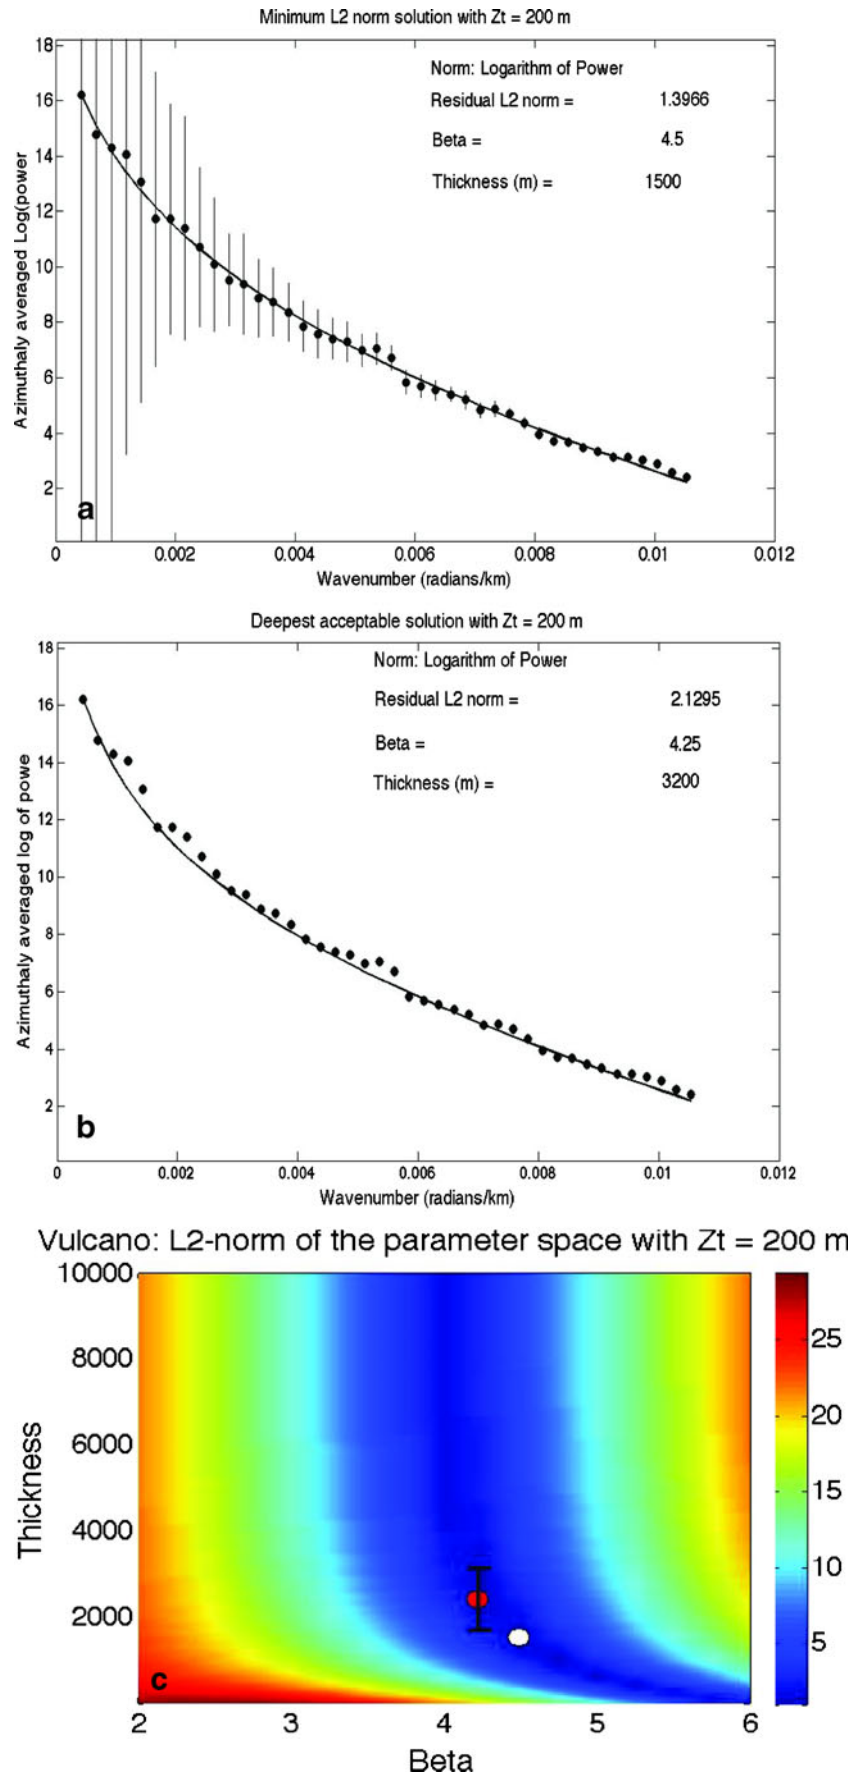 Minimum L2 norm solution with Zt = 200 m
18
16
14
12
10
8
6
4
2
Azimuthaly averaged Log(power
Norm: Logarithm of Power
Residual L2 norm = 1.3966
Beta = 4.5
Thickness (m) = 1500
a
0 0.002 0.004 0.006 0.008 0.01 0.012
Wavenumber (radians/km)
Deepest acceptable solution with Zt = 200 m
18
16
14
12
10
8
6
4
2
Azimuthaly averaged log of powe
Norm: Logarithm of Power
Residual L2 norm = 2.1295
Beta = 4.25
Thickness (m) = 3200
b
0 0.002 0.004 0.006 0.008 0.01 0.012
Wavenumber (radians/km)
Vulcano: L2-norm of the parameter space with Zt = 200 m
10000
8000
6000
4000
2000
Thickness
c
2 3 4 5 6
Beta
25
20
15
10
5